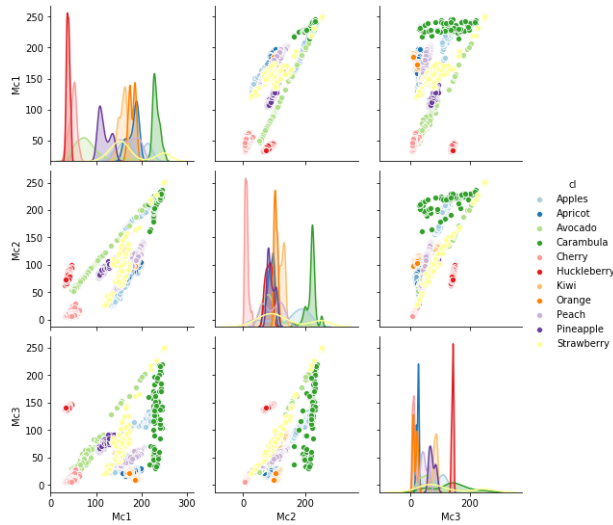 250
200
150
100
50
Mc1
250
200
150
100
50
0
Mc2
cl
Apples
Apricot
Avocado
Carambula
Cherry
Huckleberry
Kiwi
Orange
Peach
Pineapple
Strawberry
250
200
150
100
50
0
Mc3
0 100 200 300
Mc1
0 200
Mc2
0 200
Mc3